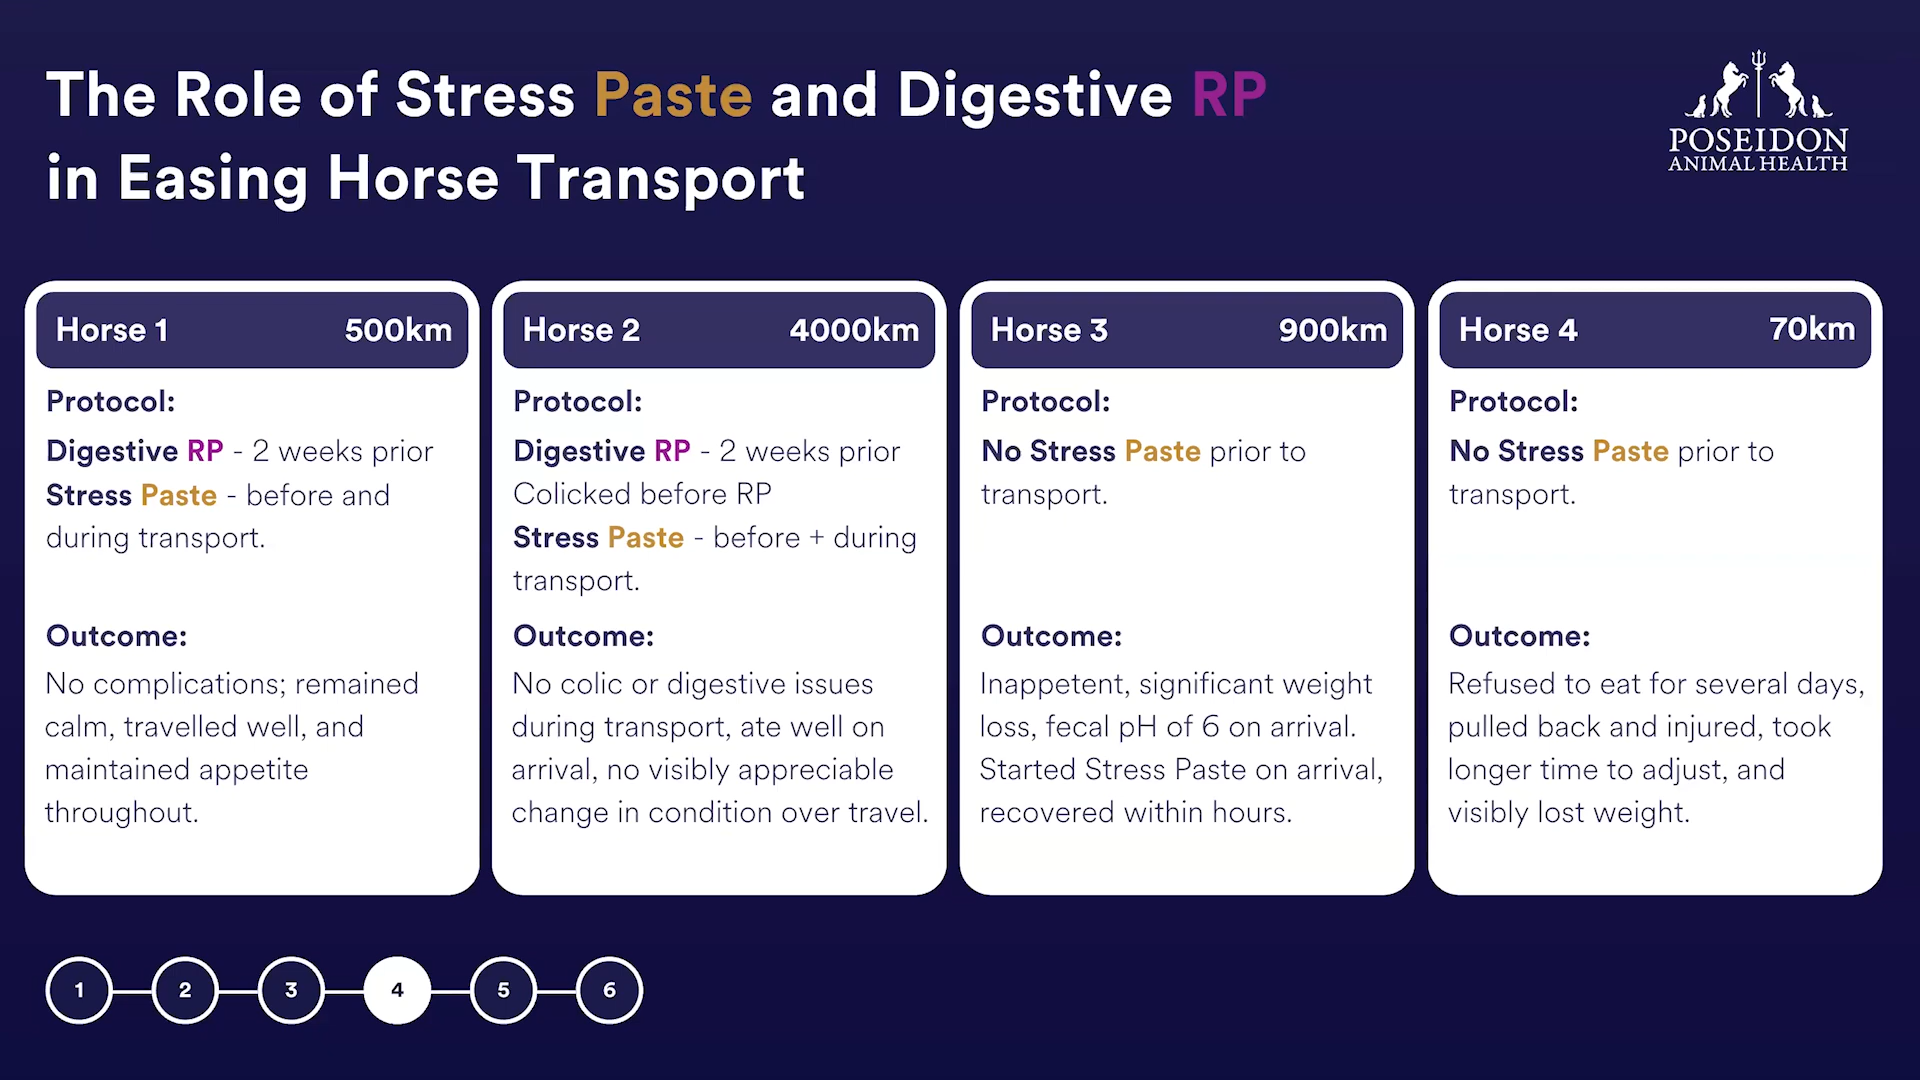 The Role of Stress Paste and Digestive RP
in Easing Horse Transport
POSEIDON
ANIMAL HEALTH
Horse 1 500km
Protocol:
Digestive RP - 2 weeks prior
Stress Paste - before and
during transport.
Outcome:
No complications; remained
calm, travelled well, and
maintained appetite
throughout.
Horse 2 4000km
Protocol:
Digestive RP - 2 weeks prior
Colicked before RP
Stress Paste - before + during
transport.
Outcome:
No colic or digestive issues
during transport, ate well on
arrival, no visibly appreciable
change in condition over travel.
Horse 3 900km
Protocol:
No Stress Paste prior to
transport.
Outcome:
Inappetent, significant weight
loss, fecal pH of 6 on arrival.
Started Stress Paste on arrival,
recovered within hours.
Horse 4 70km
Protocol:
No Stress Paste prior to
transport.
Outcome:
Refused to eat for several days,
pulled back and injured, took
longer time to adjust, and
visibly lost weight.
1 2 3 4 5 6